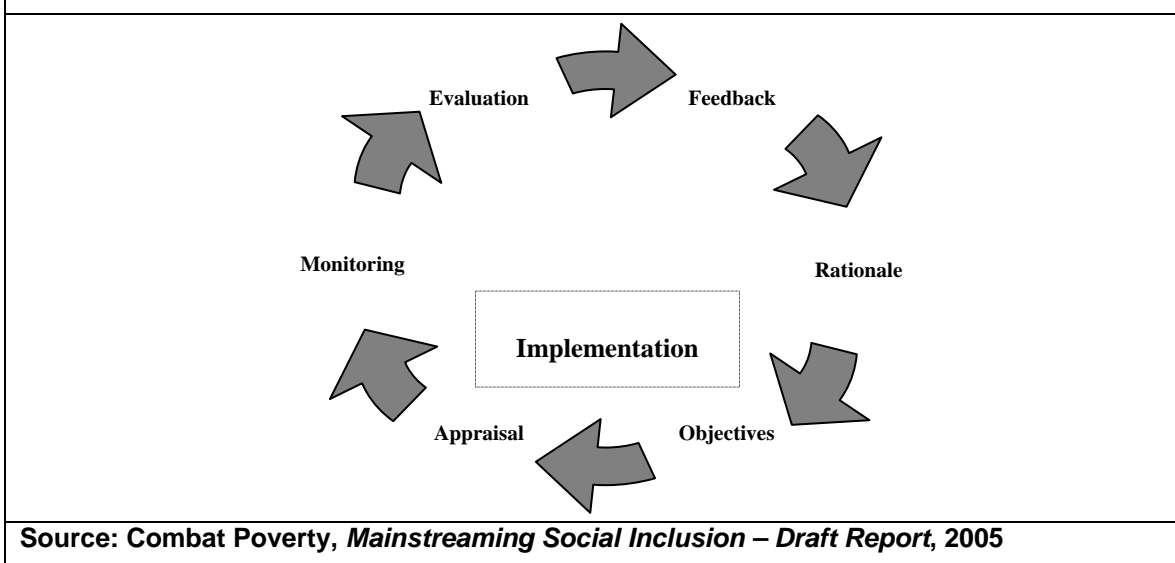 Evaluation
Feedback
Monitoring
Rationale
Implementation
Appraisal
Objectives
Source: Combat Poverty, Mainstreaming Social Inclusion – Draft Report, 2005